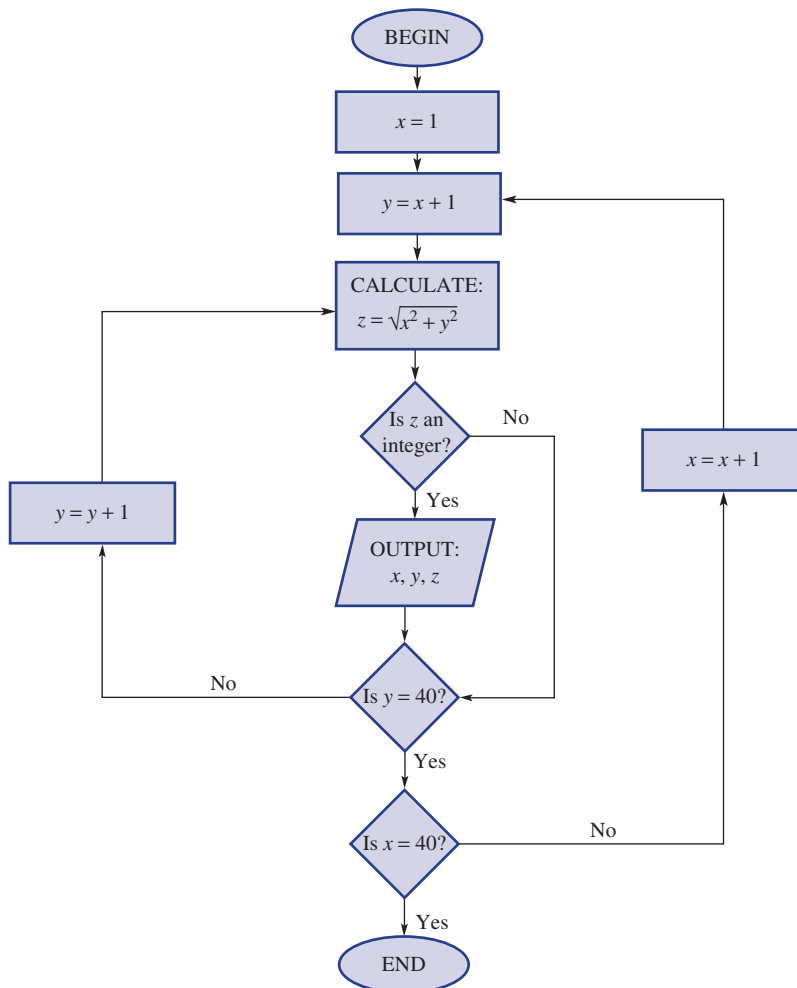 BEGIN
x = 1
y = x + 1
CALCULATE:
z = √(x² + y²)
Is z an
integer?
No
Yes
x = x + 1
y = y + 1
OUTPUT:
x, y, z
No
Is y = 40?
Yes
Is x = 40?
No
Yes
END